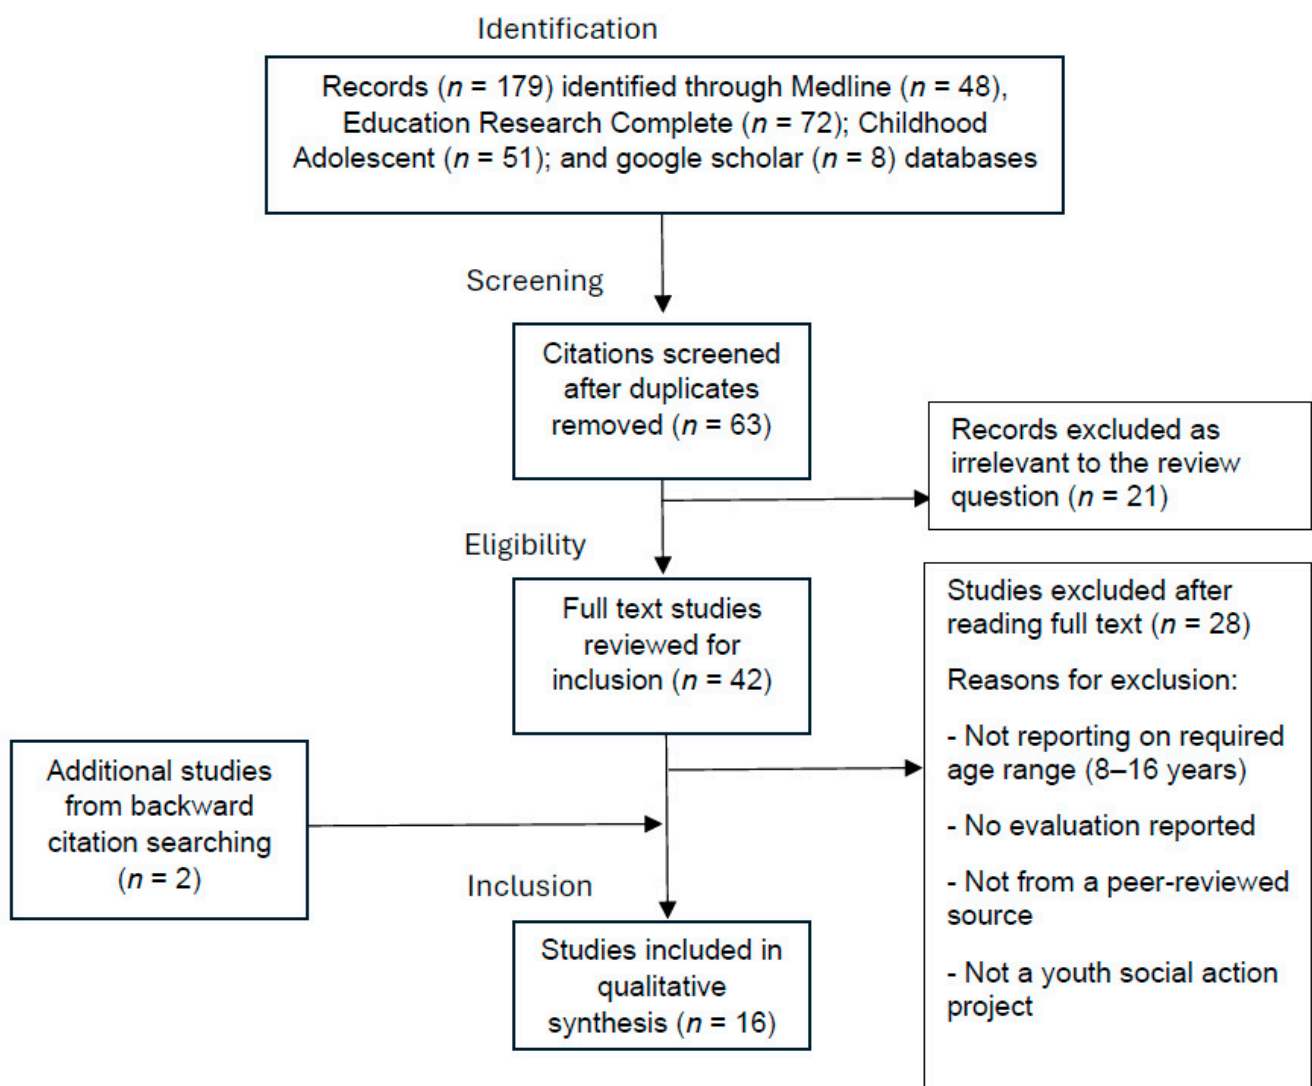 Identification
Records (n = 179) identified through Medline (n = 48),
Education Research Complete (n = 72); Childhood
Adolescent (n = 51); and google scholar (n = 8) databases
Screening
Citations screened
after duplicates
removed (n = 63)
Records excluded as
irrelevant to the review
question (n = 21)
Eligibility
Full text studies
reviewed for
inclusion (n = 42)
Studies excluded after
reading full text (n = 28)
Reasons for exclusion:
- Not reporting on required
age range (8–16 years)
- No evaluation reported
- Not from a peer-reviewed
source
- Not a youth social action
project
Additional studies
from backward
citation searching
(n = 2)
Inclusion
Studies included in
qualitative
synthesis (n = 16)